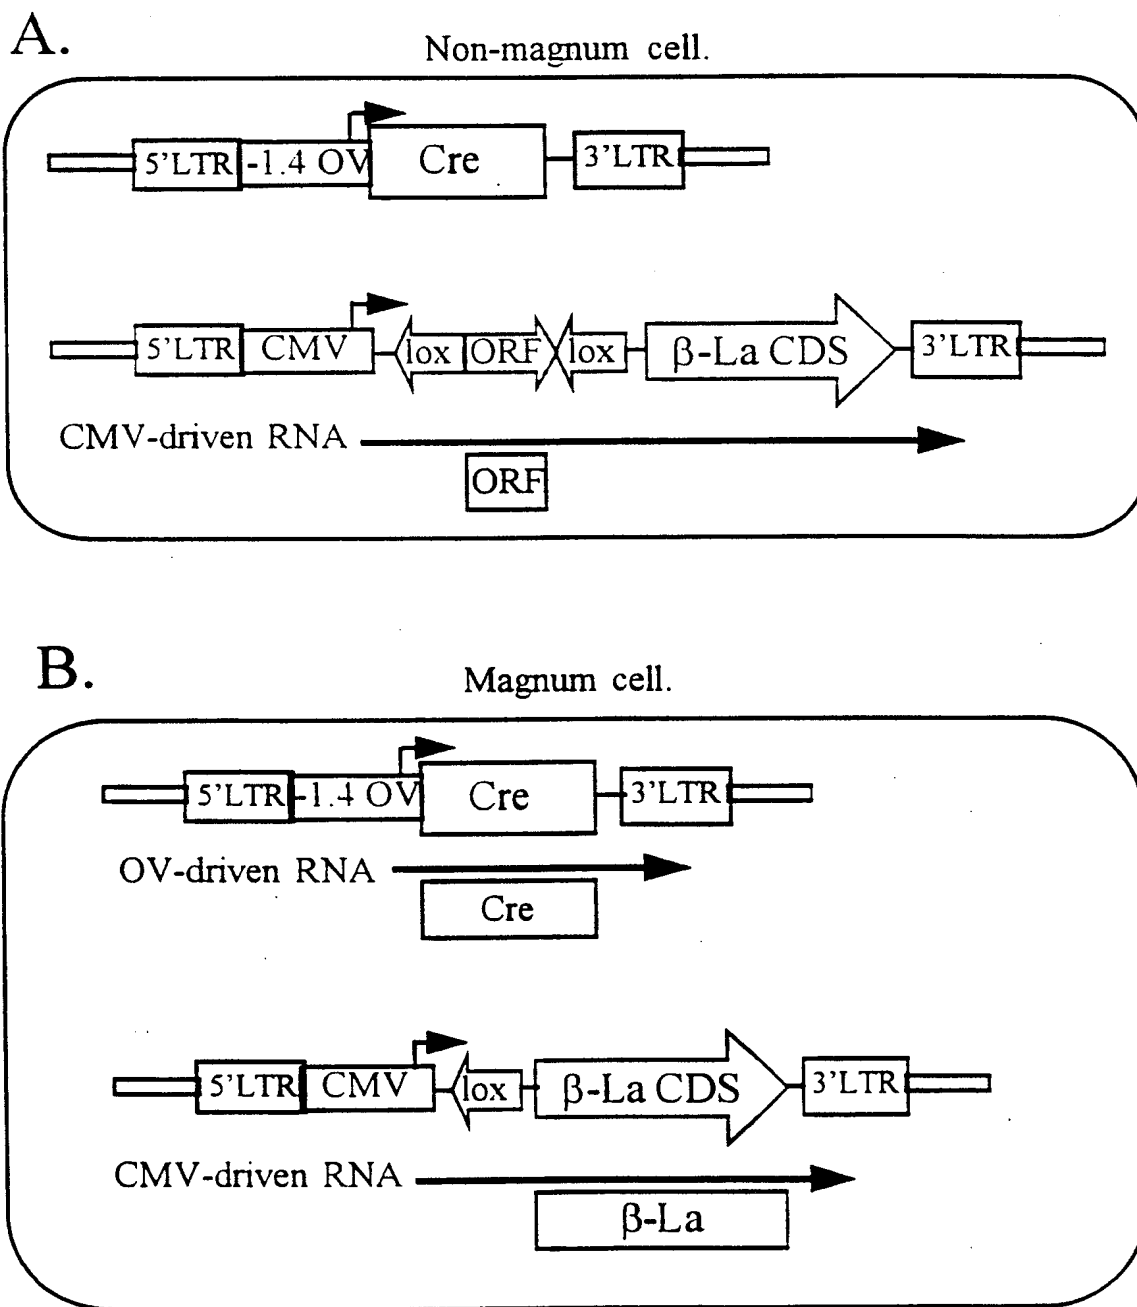 A.
Non-magnum cell.
5'LTR -1.4 OV Cre 3'LTR
5'LTR CMV lox ORF lox β-La CDS 3'LTR
CMV-driven RNA
ORF
B.
Magnum cell.
5'LTR -1.4 OV Cre 3'LTR
OV-driven RNA
Cre
5'LTR CMV lox β-La CDS 3'LTR
CMV-driven RNA
β-La